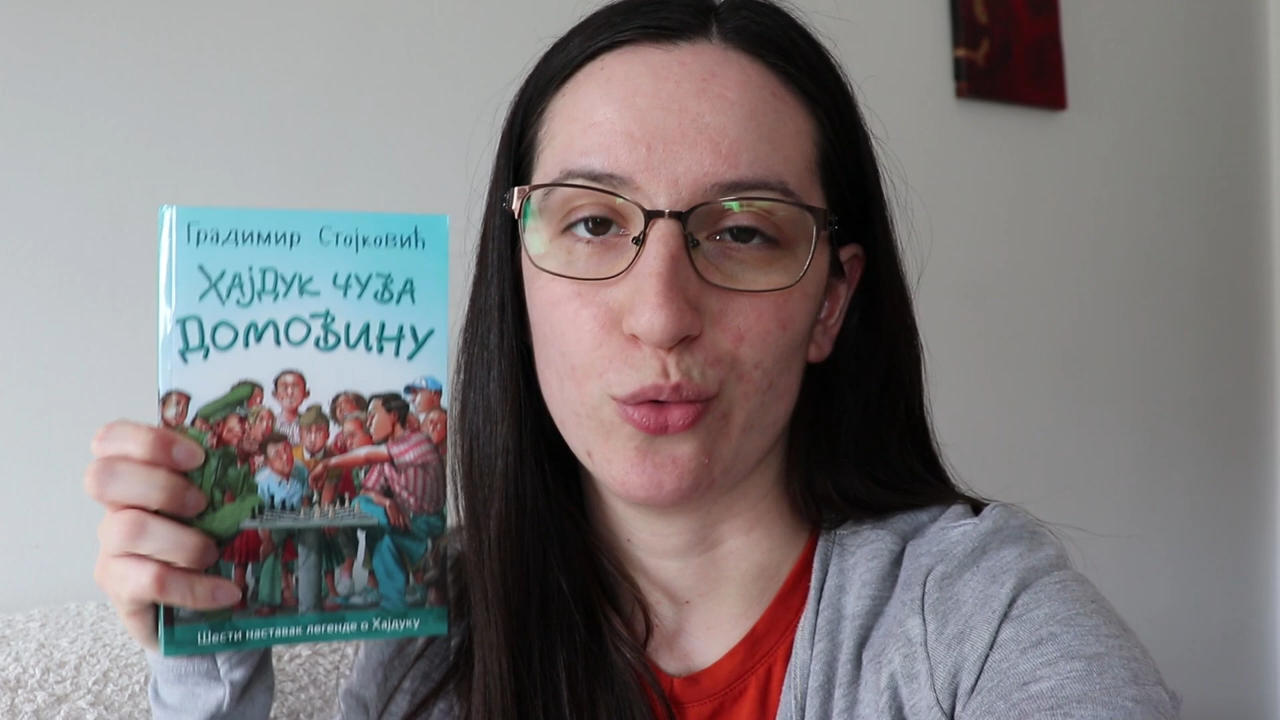 Градимир Стојковић
ХАЈДУК ЧУВА
ДОМОВИНУ
Шести наставак легенде о Хајдуку